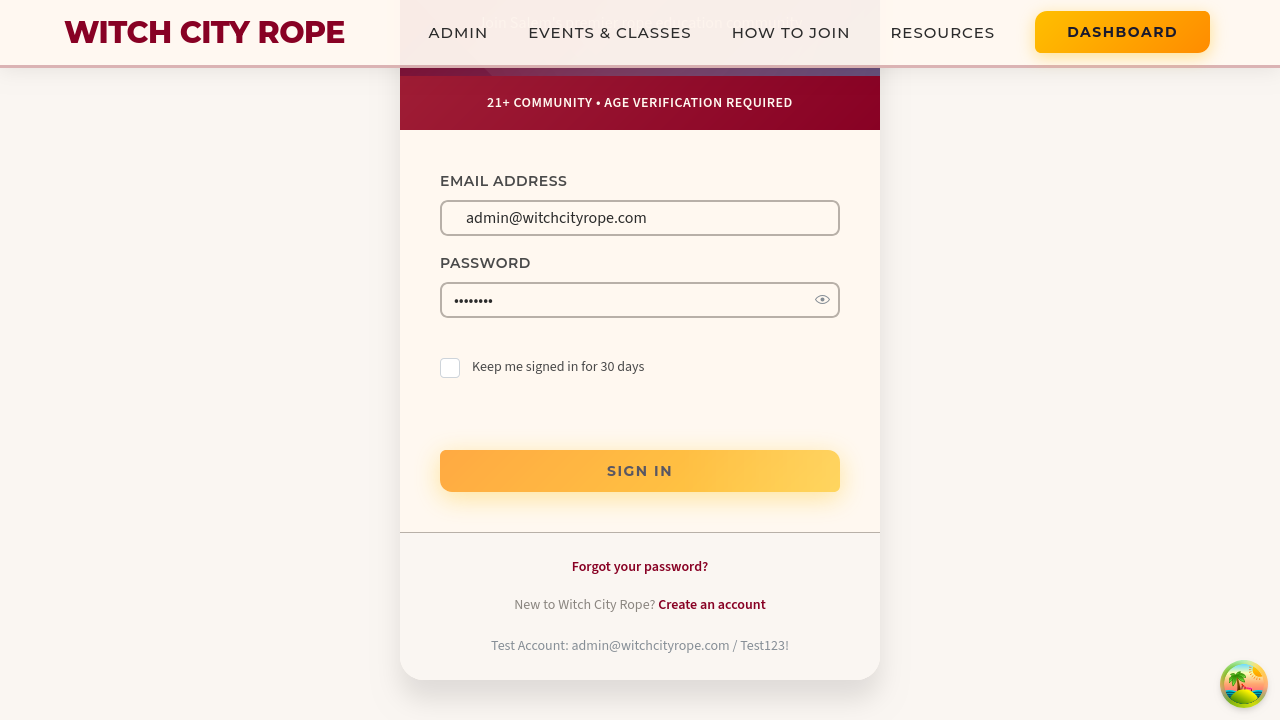 WITCH CITY ROPE
ADMIN
EVENTS & CLASSES
HOW TO JOIN
RESOURCES
DASHBOARD
21+ COMMUNITY • AGE VERIFICATION REQUIRED
EMAIL ADDRESS
admin@witchcityrope.com
PASSWORD
••••••••
Keep me signed in for 30 days
SIGN IN
Forgot your password?
New to Witch City Rope? Create an account
Test Account: admin@witchcityrope.com / Test123!